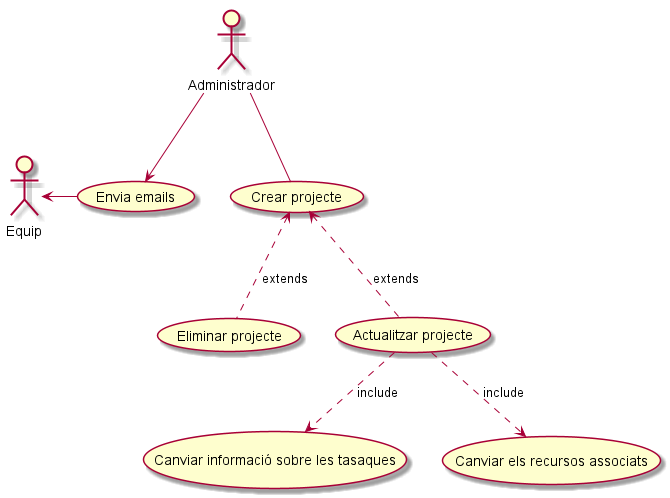 Administrador
Equip
Envia emails
Crear projecte
extends
extends
Eliminar projecte
Actualitzar projecte
include
include
Canviar informació sobre les tasaques
Canviar els recursos associats